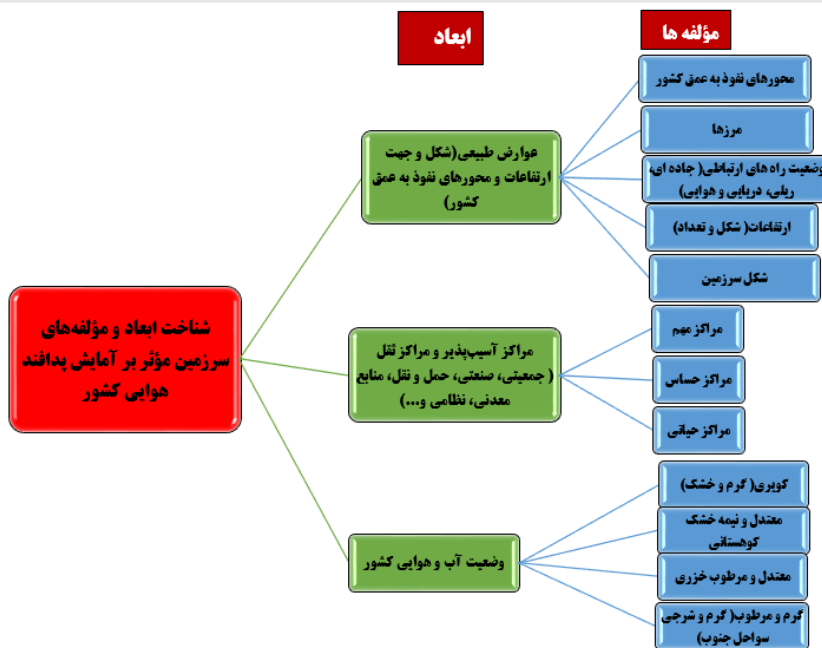 ابعاد
مؤلفه ها
شناخت ابعاد و مؤلفه‌های
سرزمین مؤثر بر آمایش پدافند
هوایی کشور
عوارض طبیعی(شکل و جهت
ارتفاعات و محورهای نفوذ به عمق
کشور)
محورهای نفوذ به عمق کشور
مرزها
وضعیت راه های ارتباطی( جاده ای،
ریلی، دریایی و هوایی)
ارتفاعات( شکل و تعداد)
شکل سرزمین
مراکز آسیب‌پذیر و مراکز ثقل
( جمعیتی، صنعتی، حمل و نقل، منابع
معدنی، نظامی و...)
مراکز مهم
مراکز حساس
مراکز حیاتی
وضعیت آب و هوایی کشور
کویری( گرم و خشک)
معتدل و نیمه خشک
کوهستانی
معتدل و مرطوب خزری
گرم و مرطوب( گرم و شرجی
سواحل جنوب)